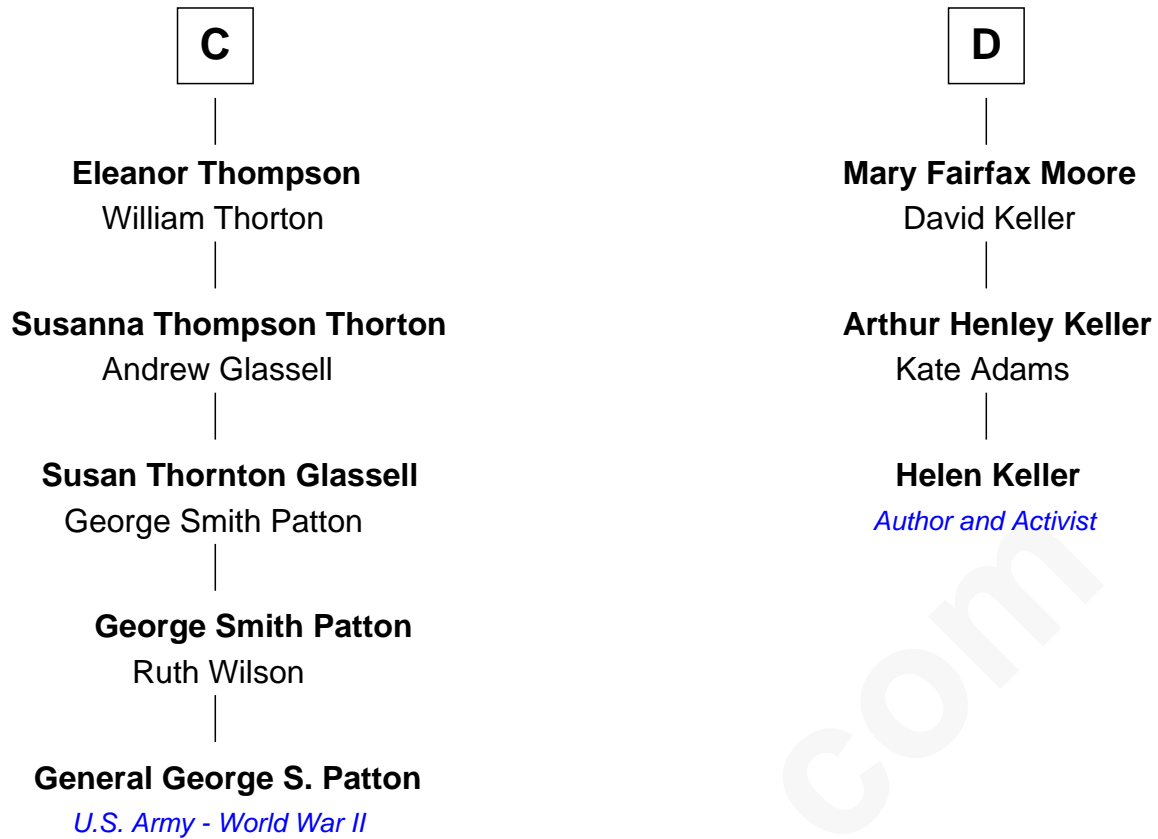 C
Eleanor Thompson
William Thorton
Susanna Thompson Thorton
Andrew Glassell
Susan Thornton Glassell
George Smith Patton
George Smith Patton
Ruth Wilson
General George S. Patton
U.S. Army - World War II
D
Mary Fairfax Moore
David Keller
Arthur Henley Keller
Kate Adams
Helen Keller
Author and Activist
com